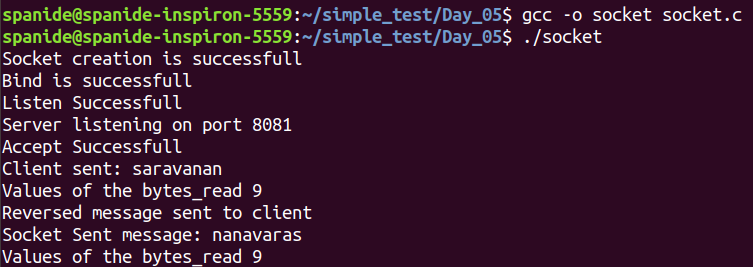 spanide@spanide-inspiron-5559:~/simple_test/Day_05$ gcc -o socket socket.c
spanide@spanide-inspiron-5559:~/simple_test/Day_05$ ./socket
Socket creation is successfull
Bind is successfull
Listen Successfull
Server listening on port 8081
Accept Successfull
Client sent: saravanan
Values of the bytes_read 9
Reversed message sent to client
Socket Sent message: nanavaras
Values of the bytes_read 9